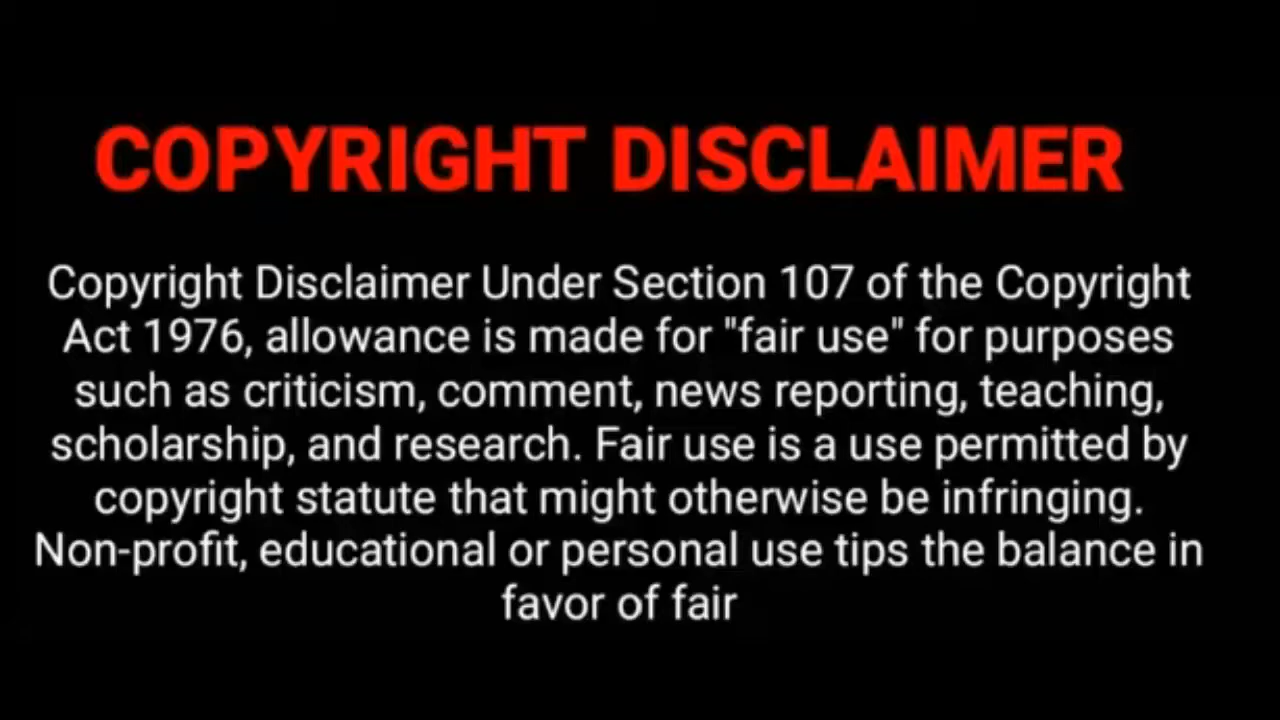 COPYRIGHT DISCLAIMER
Copyright Disclaimer Under Section 107 of the Copyright
Act 1976, allowance is made for "fair use" for purposes
such as criticism, comment, news reporting, teaching,
scholarship, and research. Fair use is a use permitted by
copyright statute that might otherwise be infringing.
Non-profit, educational or personal use tips the balance in
favor of fair